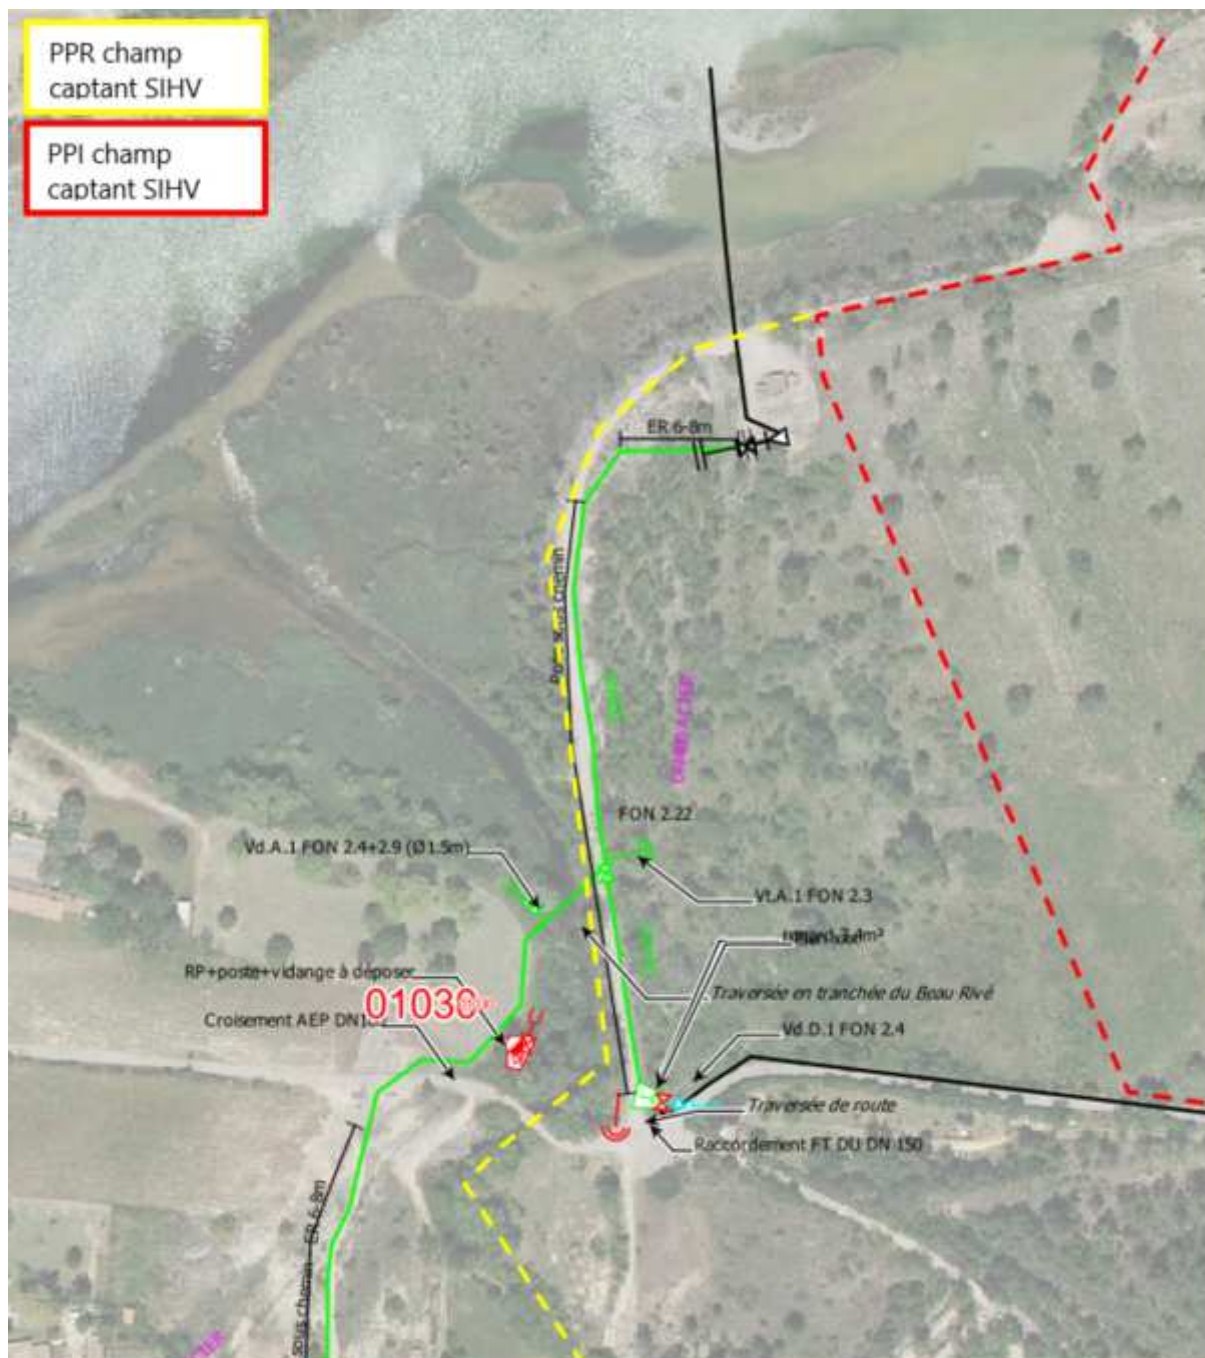 PPR champ
captant SIHV
PPI champ
captant SIHV
ER 6-8m
FON 2.22
Vd.A.1 FON 2.4+2.9 (Ø1.5m)
Vt.A.1 FON 2.3
RP+poste+vidange à déposer
Traversée en tranchée du Beau Rivé
01030
Croisement AEP
Vd.D.1 FON 2.4
Traversée de route
Raccordement FT DU DN 150
sous chemin - ER 6-8m